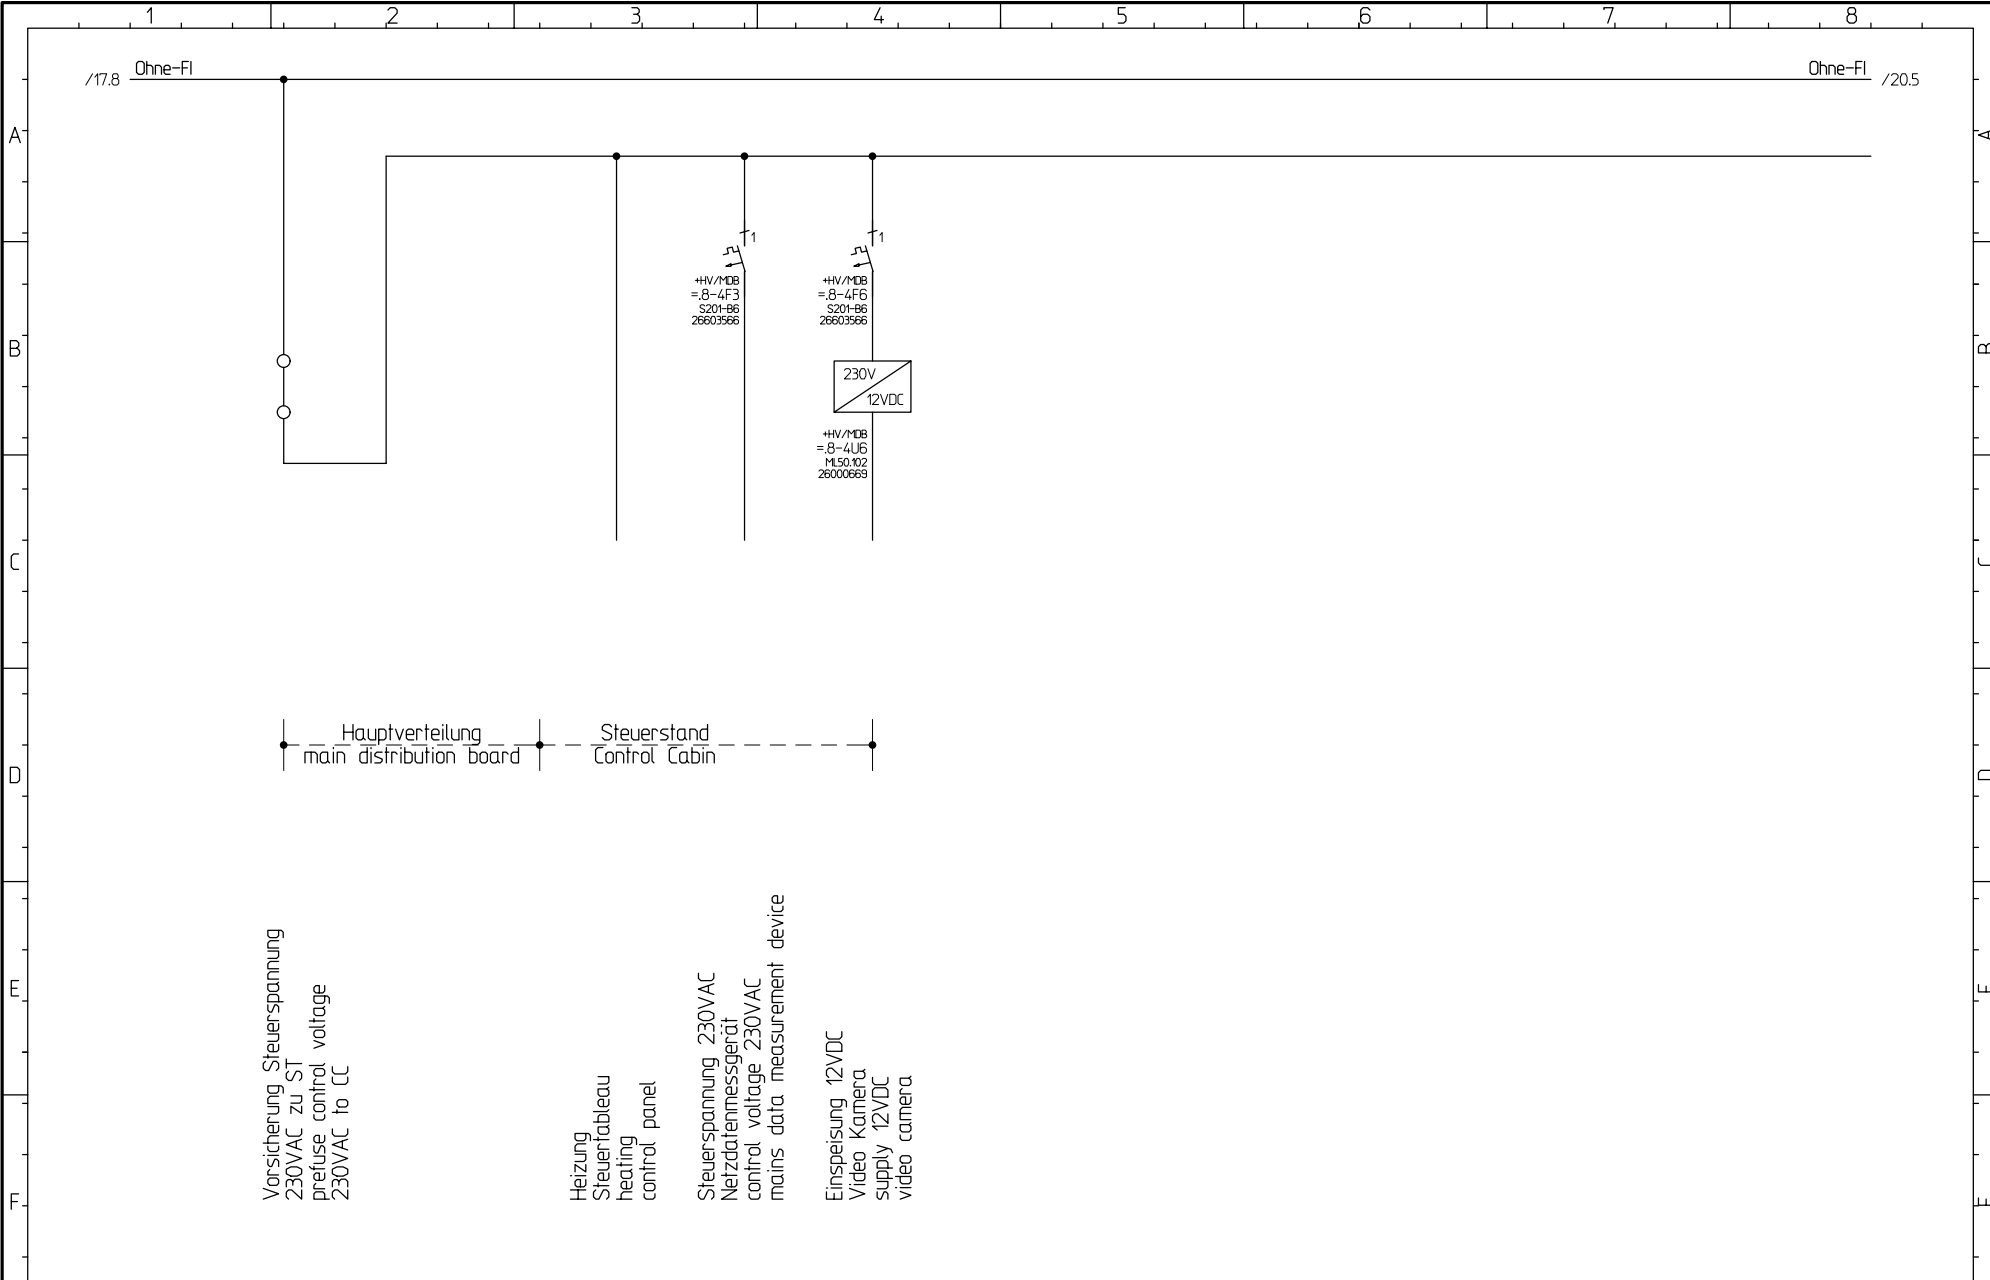 1 2 3 4 5 6 7 8
Ohne-FI
/17.8
Ohne-FI
/20.5
A
A
1
1
+HV/MDB
=.8-4F3
S201-B6
26603566
+HV/MDB
=.8-4F6
S201-B6
26603566
B
B
230V
12VDC
+HV/MDB
=.8-4U6
ML50.102
26000669
C
C
Hauptverteilung
main distribution board
Steuerstand
Control Cabin
D
D
E
E
Vorsicherung Steuerspannung
230VAC zu ST
prefuse control voltage
230VAC to CC
Heizung
Steuertableau
heating
control panel
Steuerspannung 230VAC
Netzdatenmessgerät
control voltage 230VAC
mains data measurement device
Einspeisung 12VDC
Video Kamera
supply 12VDC
video camera
F
F